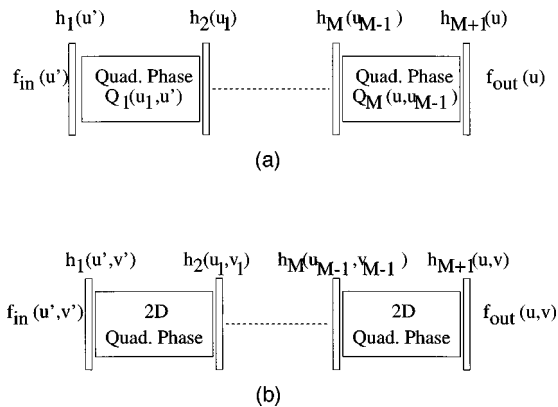 h1(u') h2(u1) hM(uM-1) hM+1(u)
fin(u') Quad. Phase Quad. Phase fout(u)
Q1(u1,u') QM(u,uM-1)
(a)
h1(u',v') h2(u1,v1) hM(uM-1,vM-1) hM+1(u,v)
fin(u',v') 2D 2D fout(u,v)
Quad. Phase Quad. Phase
(b)